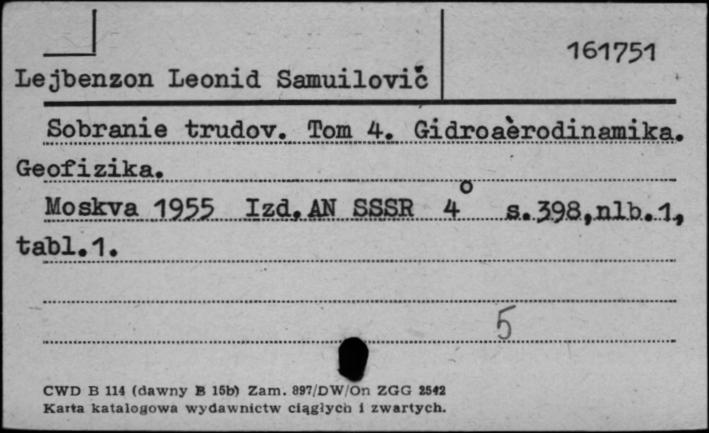 161751
Lejbenzon Leonid Samuilovič
Sobranie trudov. Tom 4. Gidroaèrodinamika.
Geofizika.
Moskva 1955 Izd. AN SSSR 4° s.398,nlb.1,
tabl.1.
5
CWD B 114 (dawny B 15b) Zam. 897/DW/On ZGG 2542
Karta katalogowa wydawnictw ciągłych i zwartych.